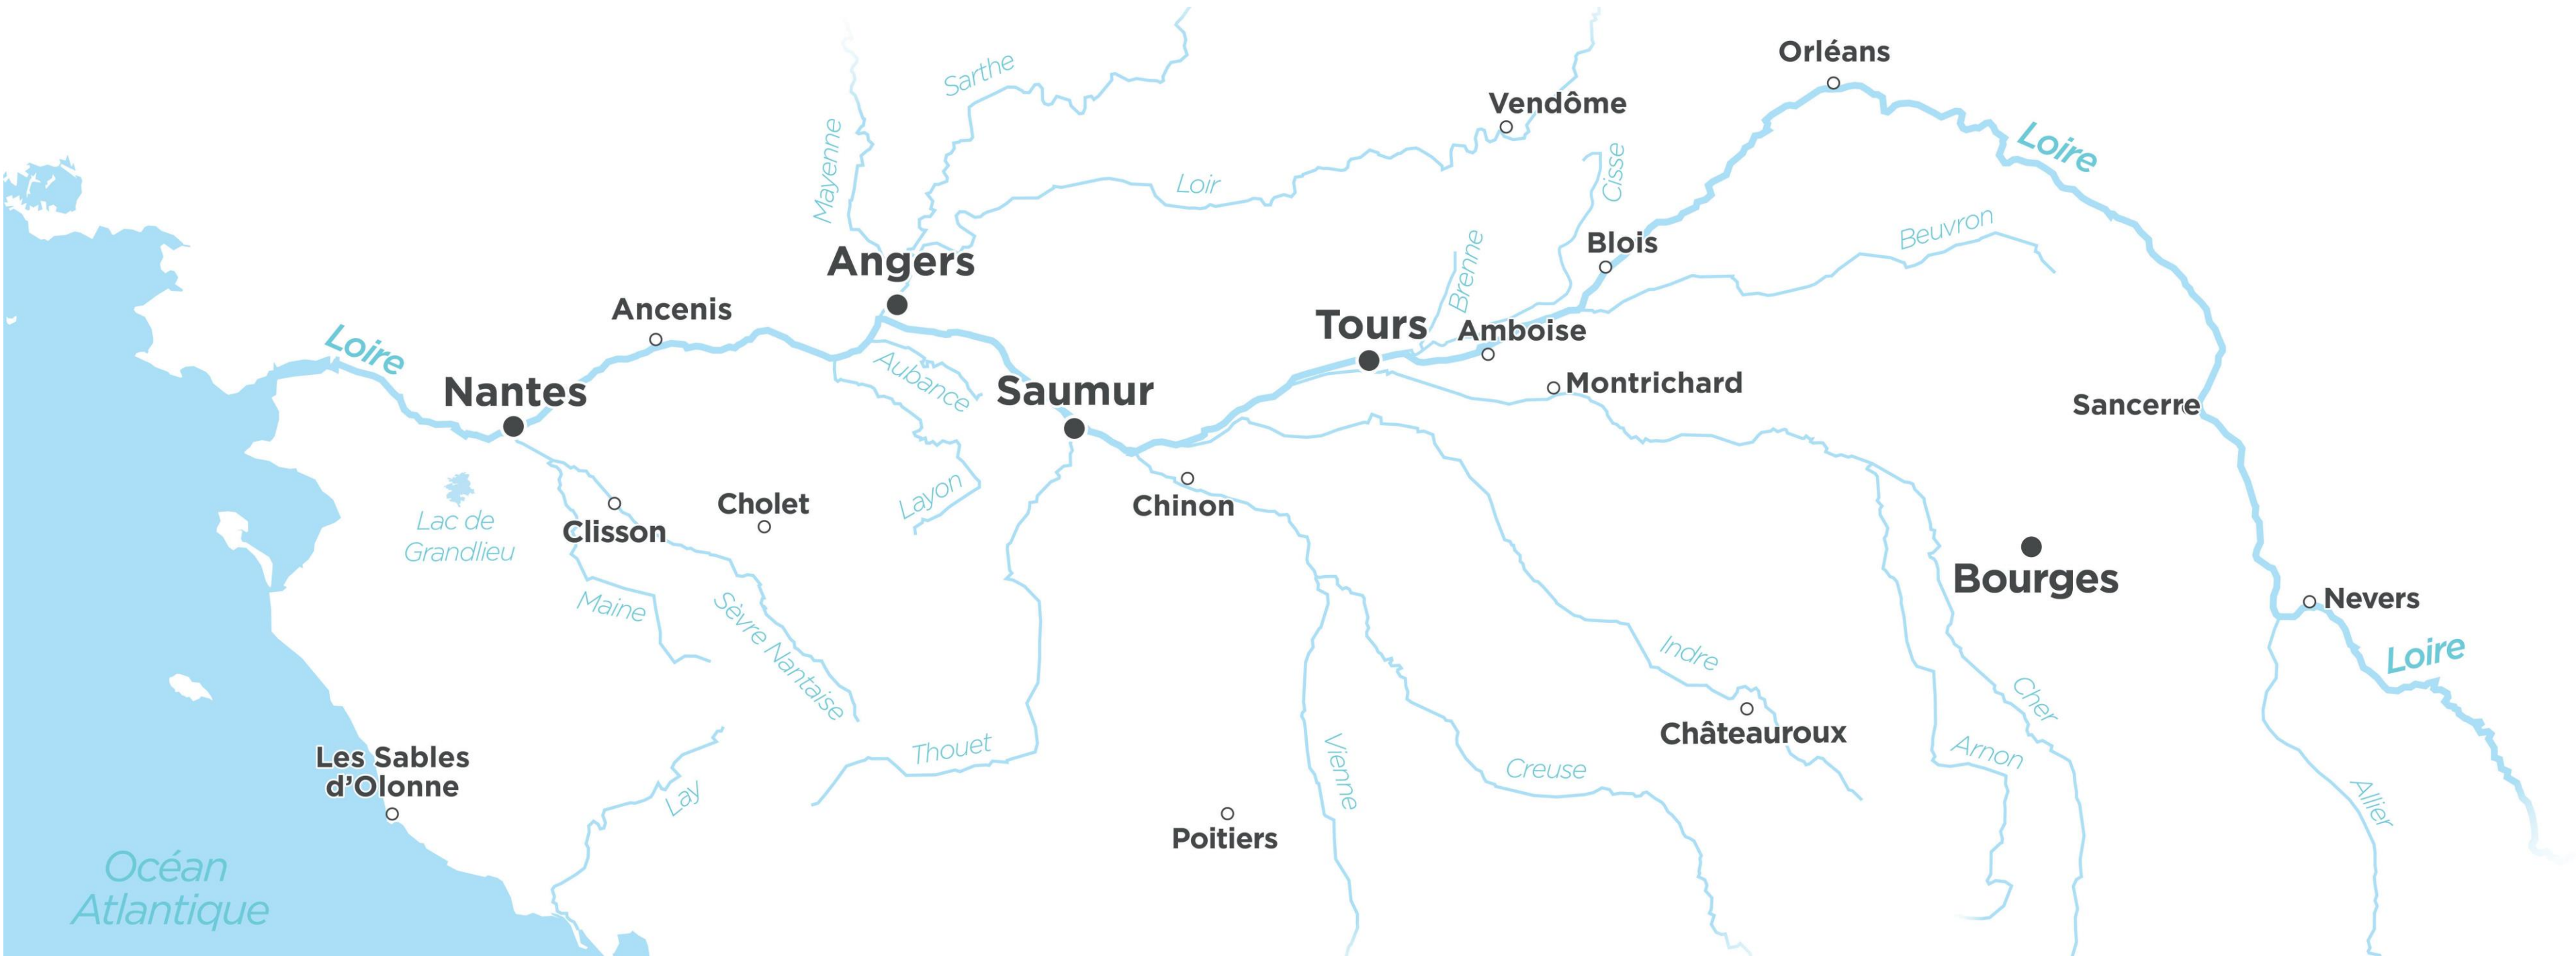 Orléans
Sarthe
Vendôme
Loire
Mayenne
Cisse
Loir
Beuvron
Blois
Angers
Brenne
Ancenis
Tours
Amboise
Loire
Aubance
Montrichard
Nantes
Saumur
Sancerre
Layon
Cholet
Chinon
Lac de
Grandlieu
Clisson
Bourges
Nevers
Maine
Sèvre Nantaise
Indre
Loire
Cher
Châteauroux
Thouet
Arnon
Les Sables
d'Olonne
Vienne
Creuse
Lay
Allier
Poitiers
Océan
Atlantique